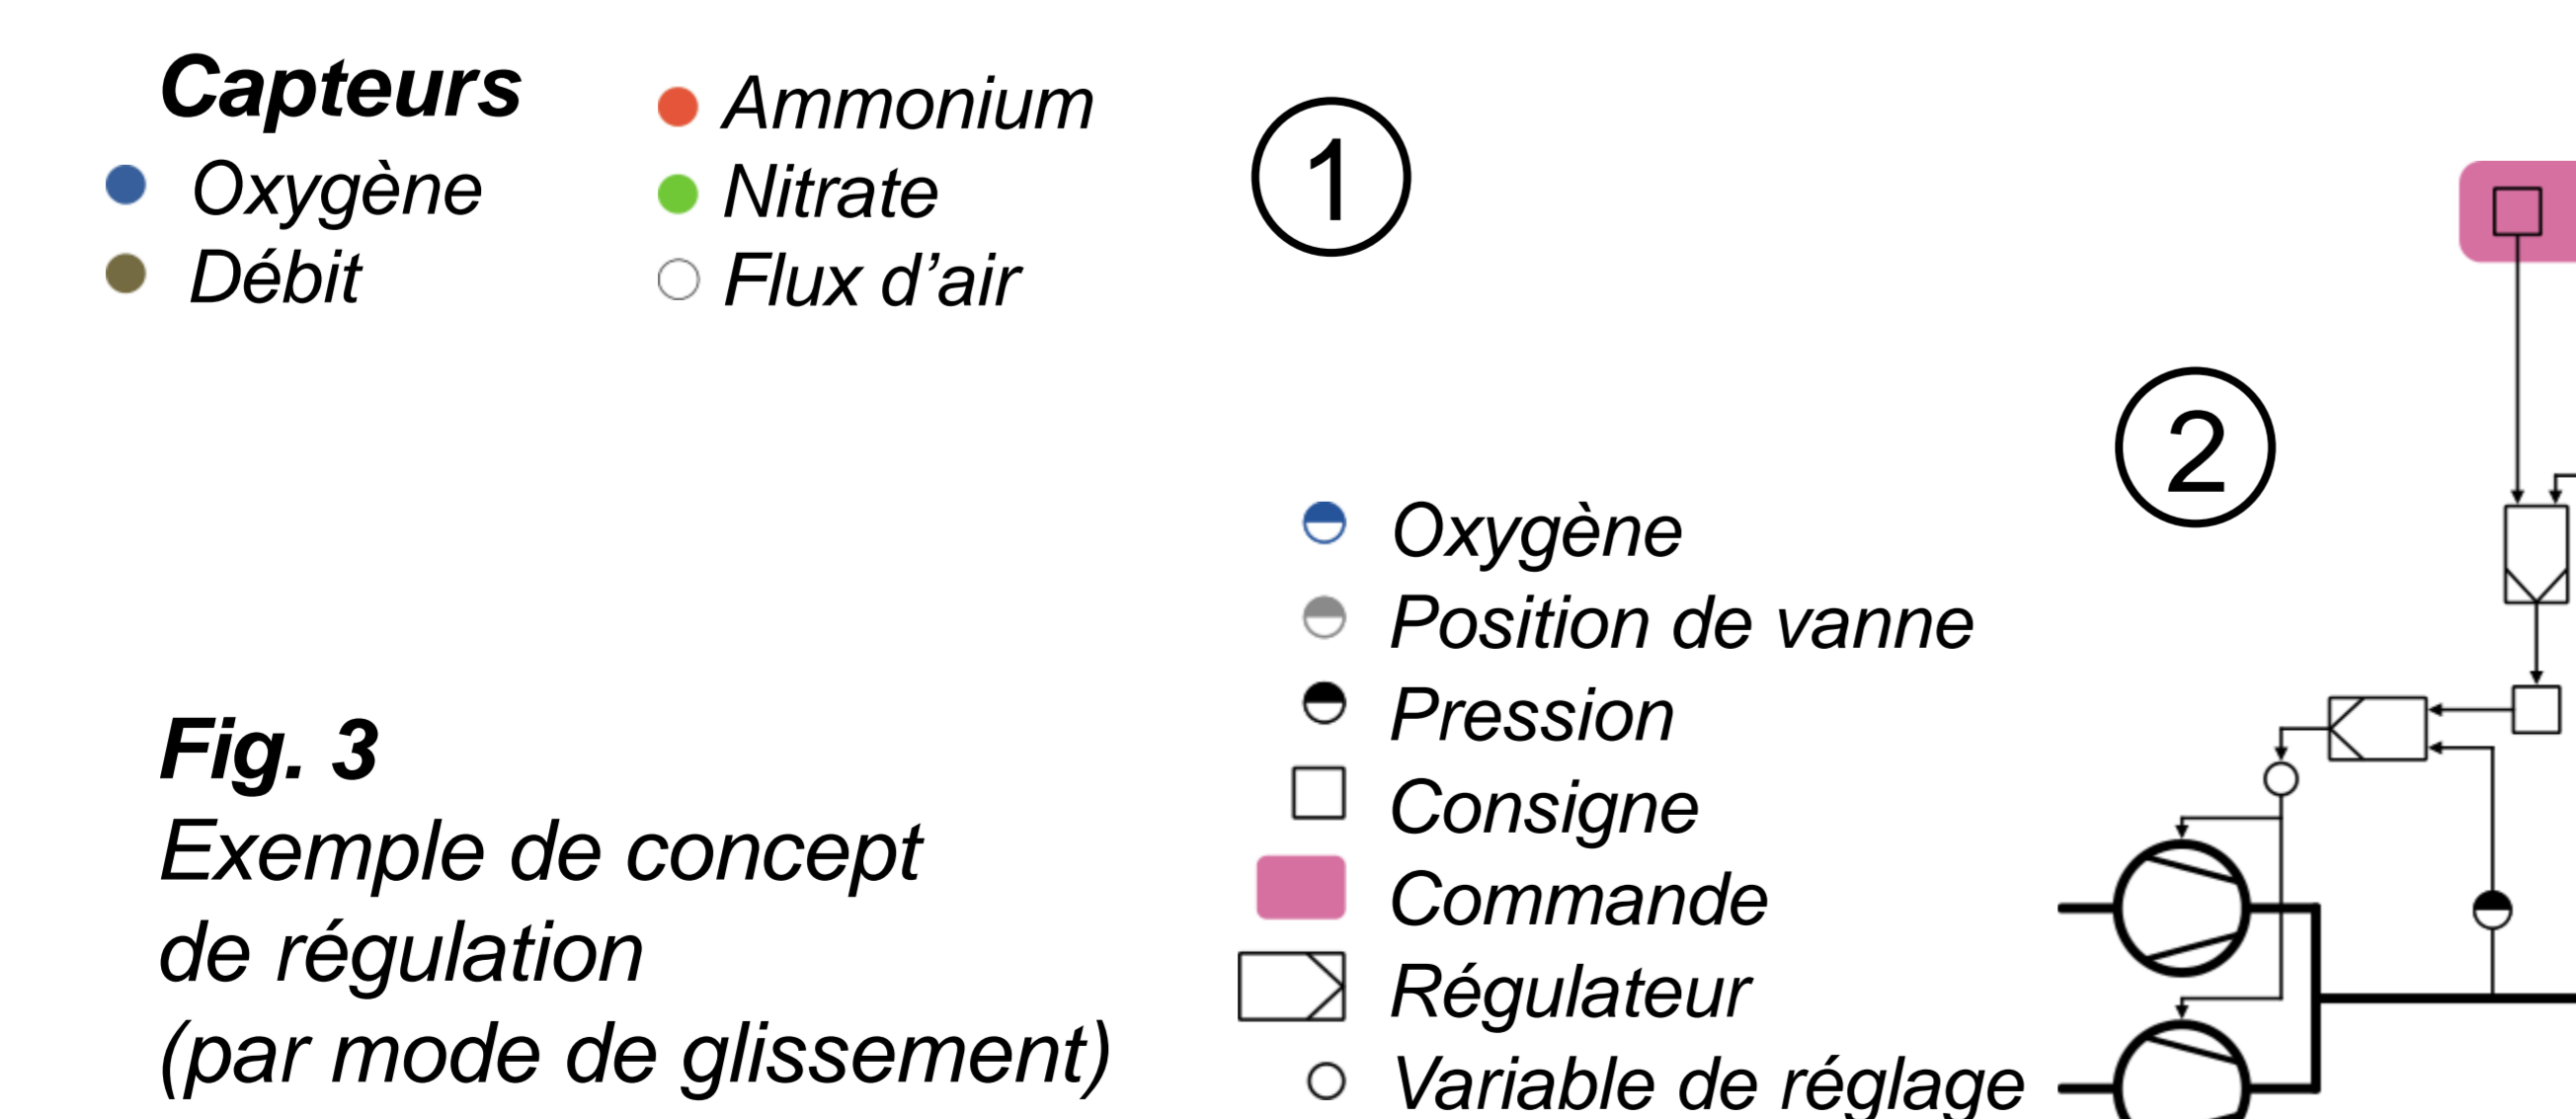 Capteurs
Oxygène
Débit
Ammonium
Nitrate
Flux d’air
1
2
Oxygène
Position de vanne
Pression
Consigne
Commande
Régulateur
Variable de réglage
Fig. 3
Exemple de concept
de régulation
(par mode de glissement)